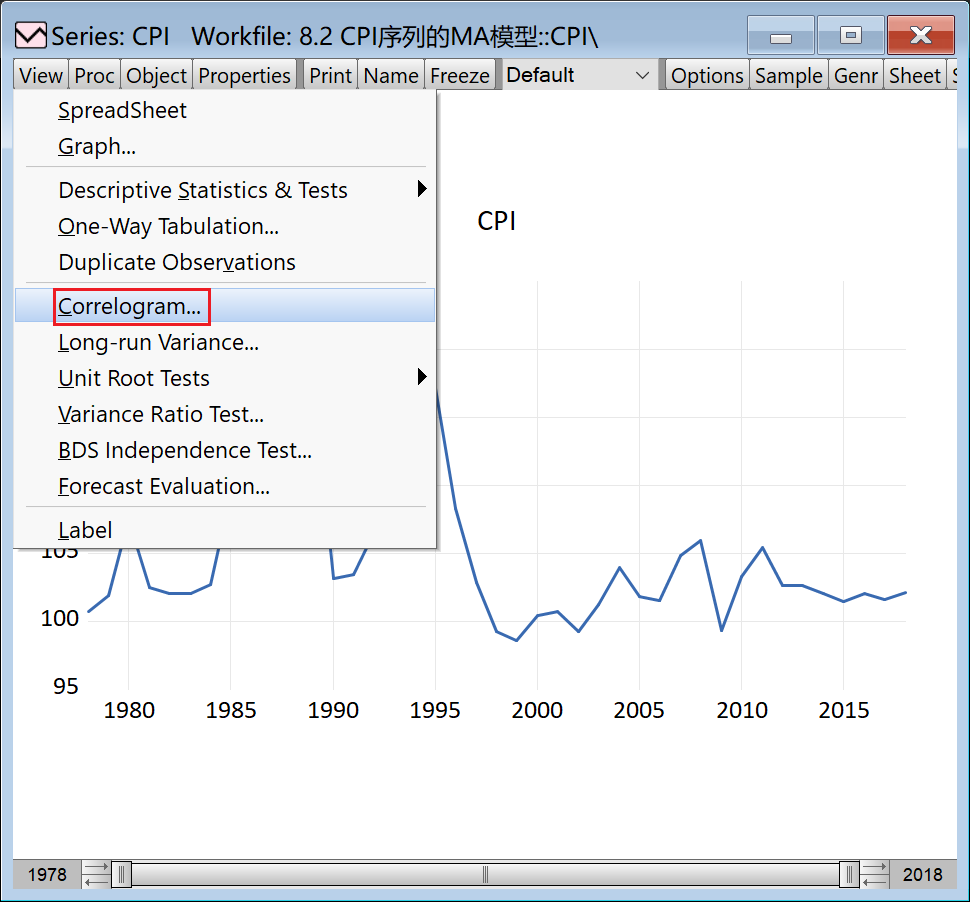 Series: CPI   Workfile: 8.2 CPI序列的MA模型::CPI\
View Proc Object Properties Print Name Freeze Default Options Sample Genr Sheet
SpreadSheet
Graph...
Descriptive Statistics & Tests
One-Way Tabulation...
Duplicate Observations
Correlogram...
Long-run Variance...
Unit Root Tests
Variance Ratio Test...
BDS Independence Test...
Forecast Evaluation...
Label
CPI
105
100
95
1980 1985 1990 1995 2000 2005 2010 2015
1978 2018